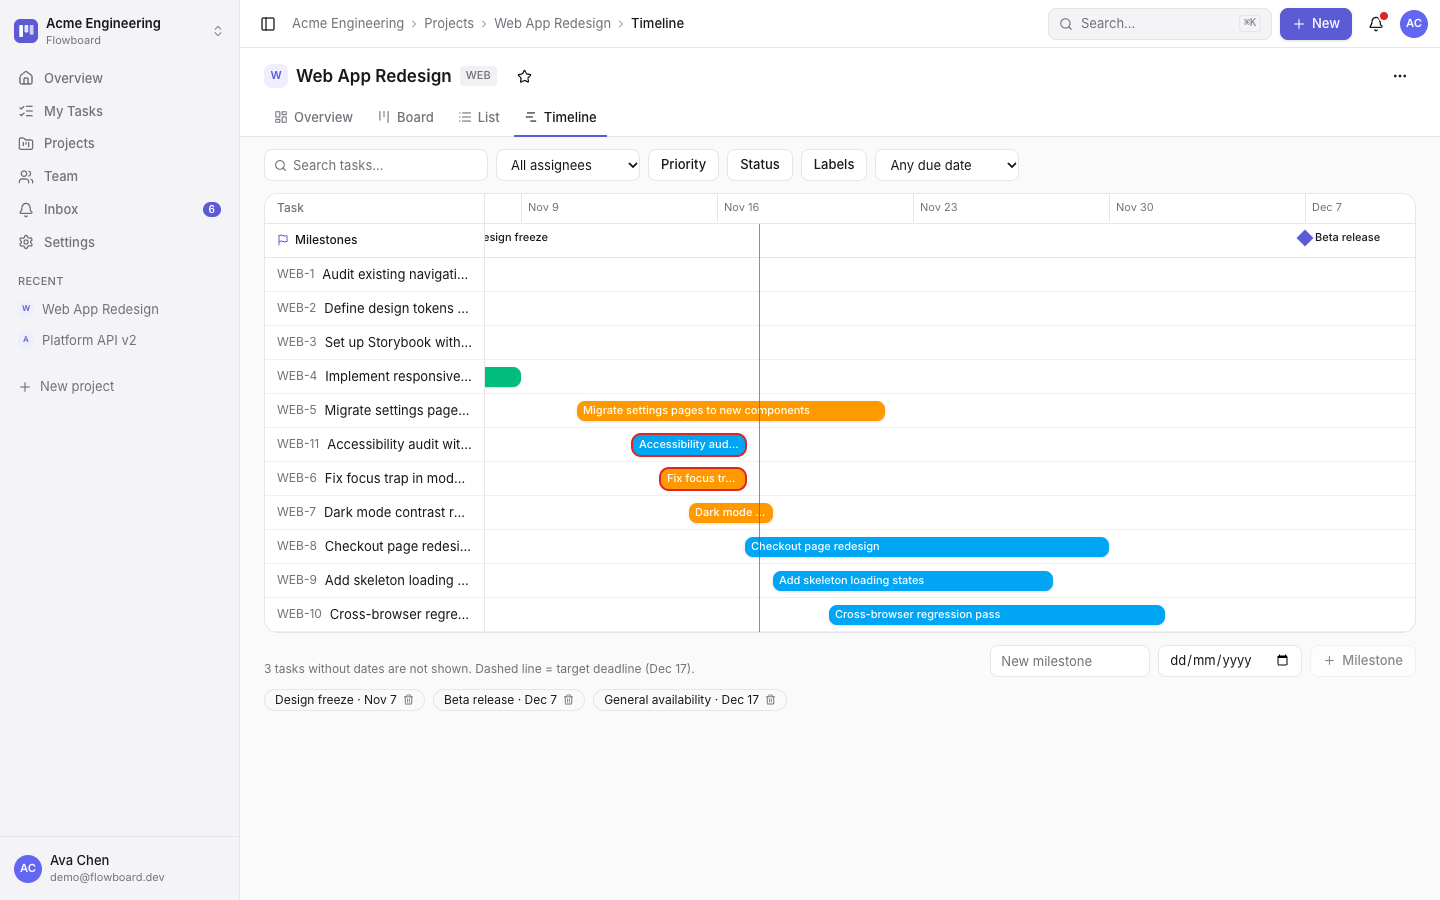 Acme Engineering
Flowboard
Overview
My Tasks
Projects
Team
Inbox 6
Settings
RECENT
W Web App Redesign
A Platform API v2
New project
AC Ava Chen
demo@flowboard.dev
Acme Engineering Projects Web App Redesign Timeline
Search... ⌘K
New
AC
W Web App Redesign WEB
Overview Board List Timeline
Search tasks...
All assignees
Priority
Status
Labels
Any due date
Task Nov 9 Nov 16 Nov 23 Nov 30 Dec 7
Milestones esign freeze Beta release
WEB-1 Audit existing navigati...
WEB-2 Define design tokens ...
WEB-3 Set up Storybook with...
WEB-4 Implement responsive...
WEB-5 Migrate settings page... Migrate settings pages to new components
WEB-11 Accessibility audit wit... Accessibility aud...
WEB-6 Fix focus trap in mod... Fix focus tr...
WEB-7 Dark mode contrast r... Dark mode ...
WEB-8 Checkout page redesi... Checkout page redesign
WEB-9 Add skeleton loading ... Add skeleton loading states
WEB-10 Cross-browser regre... Cross-browser regression pass
3 tasks without dates are not shown. Dashed line = target deadline (Dec 17).
New milestone
dd/mm/yyyy
Milestone
Design freeze · Nov 7
Beta release · Dec 7
General availability · Dec 17